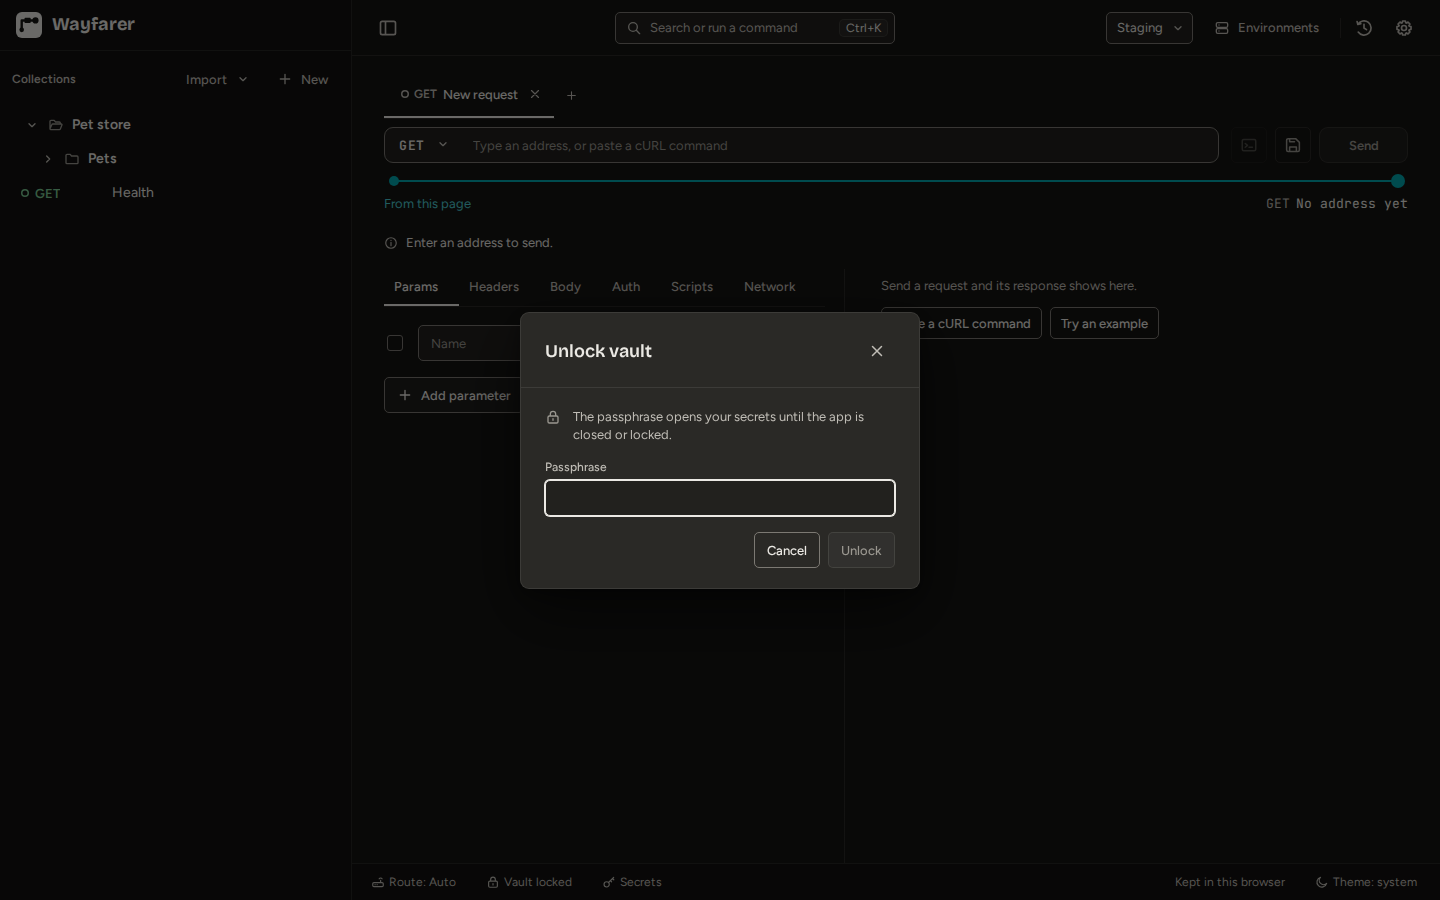 Wayfarer
Search or run a command
Ctrl+K
Staging
Environments
Collections
Import
New
Pet store
Pets
GET
Health
GET New request
GET
Type an address, or paste a cURL command
Send
From this page
GET No address yet
Enter an address to send.
Params
Headers
Body
Auth
Scripts
Network
Name
Add parameter
Send a request and its response shows here.
e a cURL command
Try an example
Unlock vault
The passphrase opens your secrets until the app is
closed or locked.
Passphrase
Cancel
Unlock
Route: Auto
Vault locked
Secrets
Kept in this browser
Theme: system